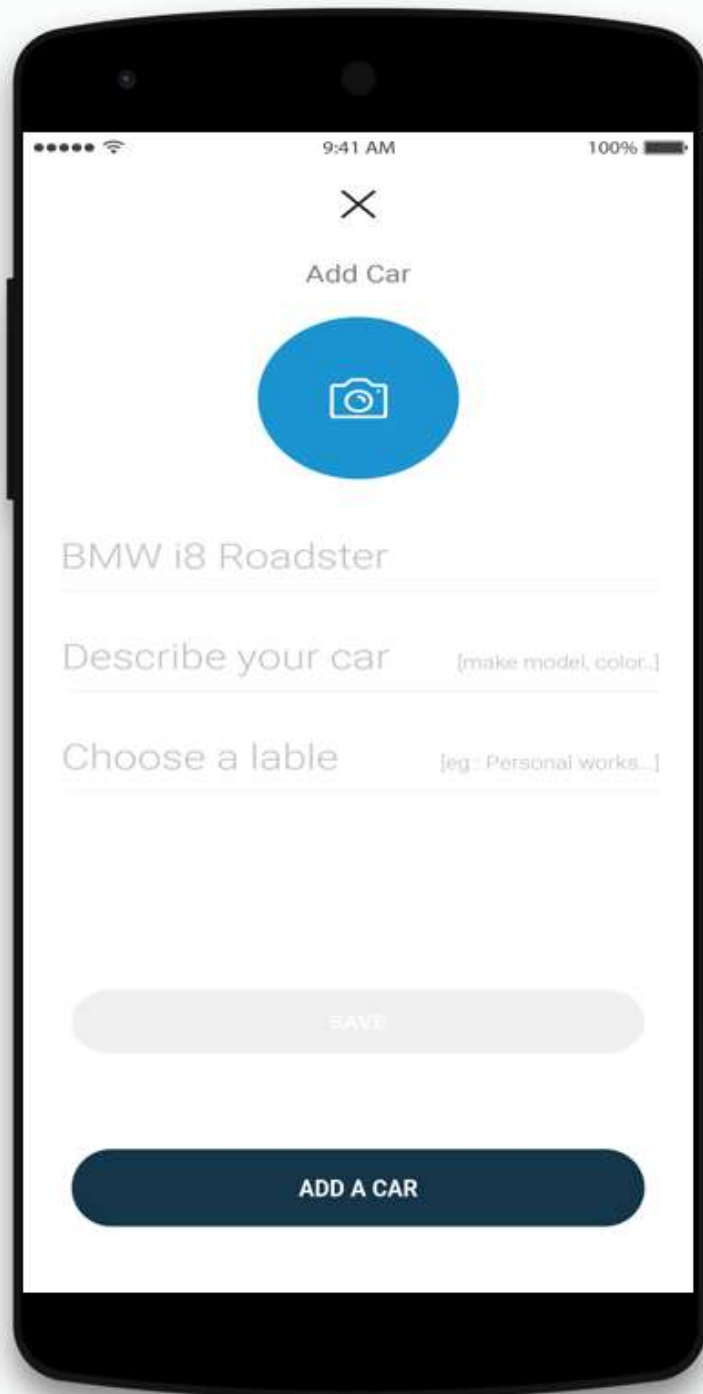 9:41 AM 100%
Add Car
BMW i8 Roadster
Describe your car [make model, color..]
Choose a lable [eg : Personal works...]
SAVE
ADD A CAR